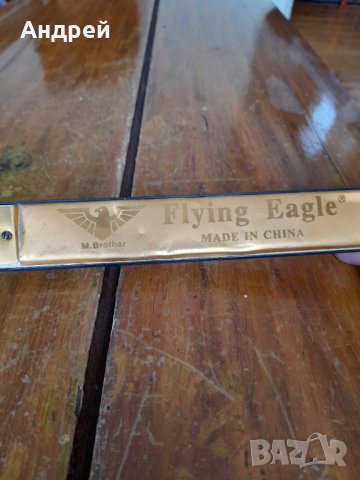 Андрей
Flying Eagle®
M.Brother
MADE IN CHINA
BAZAR